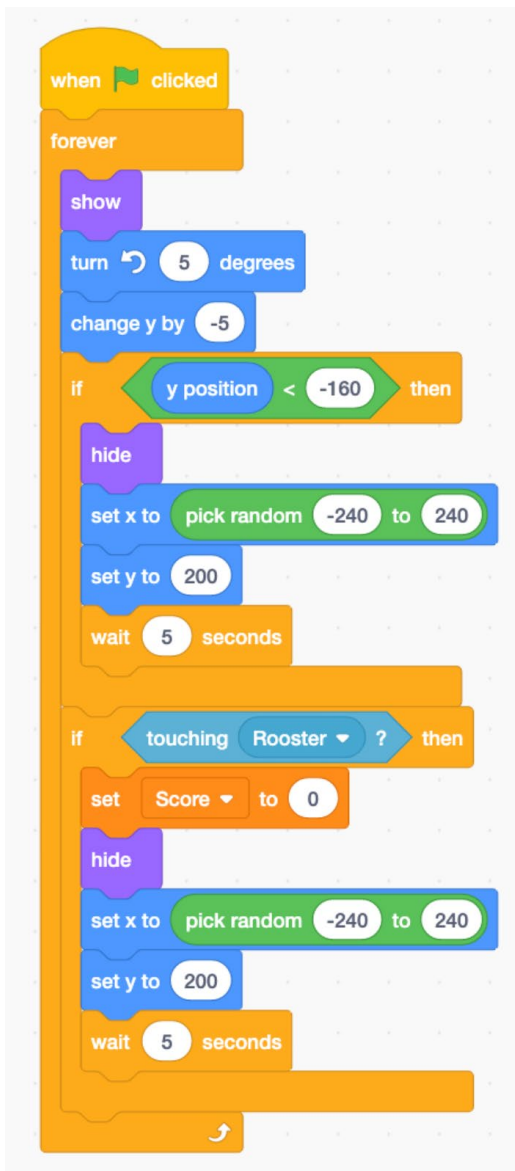 when clicked
forever
show
turn 5 degrees
change y by -5
if y position < -160 then
hide
set x to pick random -240 to 240
set y to 200
wait 5 seconds
if touching Rooster ? then
set Score to 0
hide
set x to pick random -240 to 240
set y to 200
wait 5 seconds